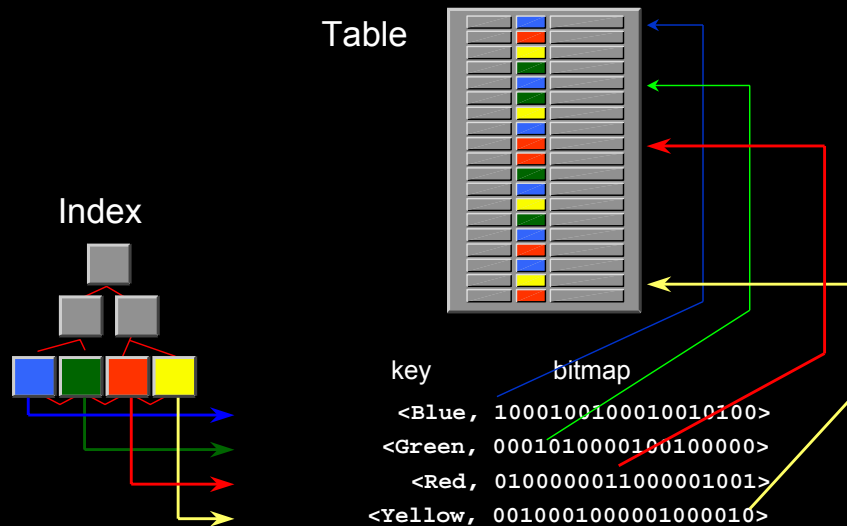 Table
Index
key bitmap
<Blue, 1000100100010010100>
<Green, 0001010000100100000>
<Red, 0100000011000001001>
<Yellow, 0010001000001000010>